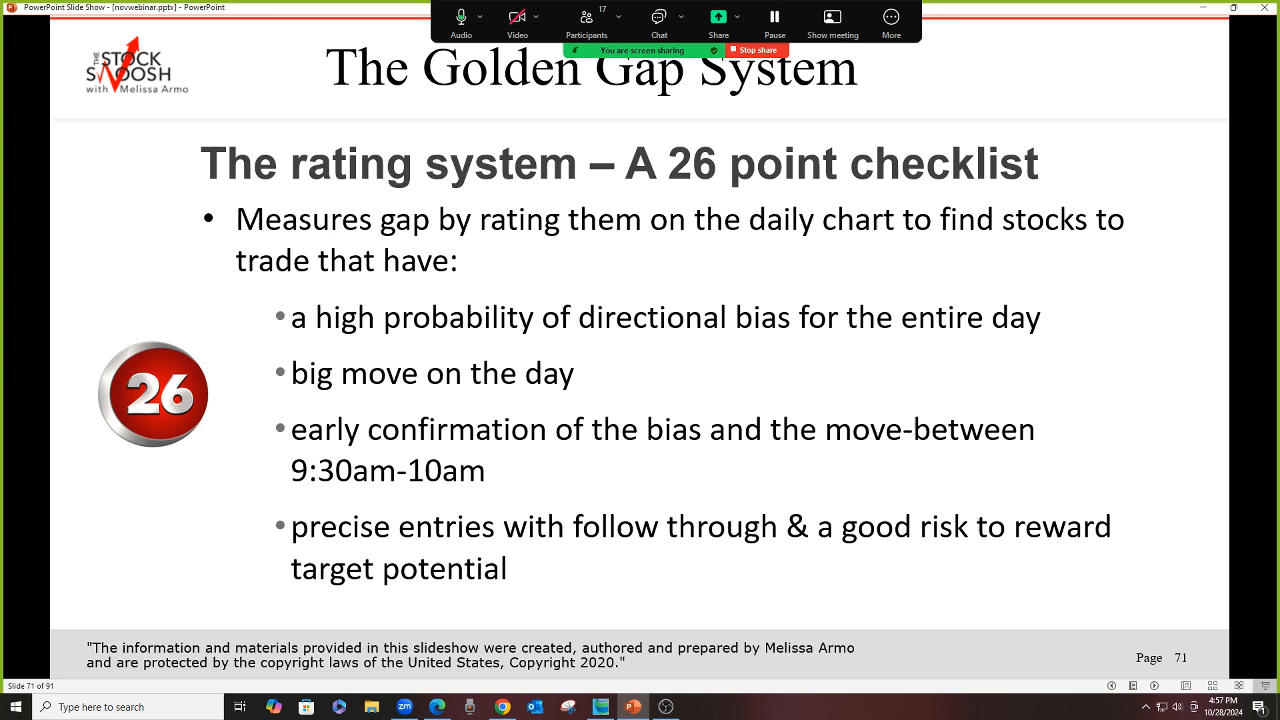 PowerPoint Slide Show - [novwebinar.pptx] - PowerPoint
17
Audio
Video
Participants
Chat
Share
Pause
Show meeting
More
You are screen sharing
Stop share
THE
STOCK
SWOOSH
with Melissa Armo
The Golden Gap System
The rating system – A 26 point checklist
• Measures gap by rating them on the daily chart to find stocks to
trade that have:
• a high probability of directional bias for the entire day
• big move on the day
• early confirmation of the bias and the move-between
9:30am-10am
• precise entries with follow through & a good risk to reward
target potential
26
"The information and materials provided in this slideshow were created, authored and prepared by Melissa Armo
and are protected by the copyright laws of the United States, Copyright 2020."
Page 71
Slide 71 of 91
Type here to search
4:57 PM
10/28/2024